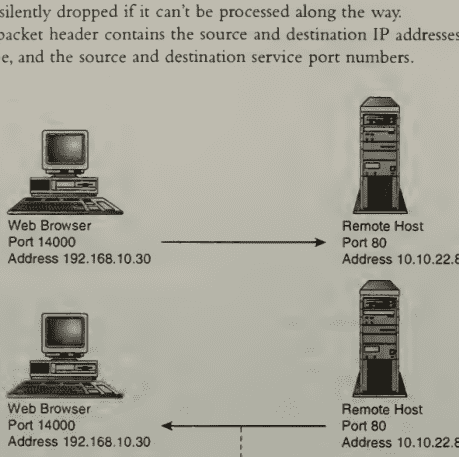 silently dropped if it can't be processed along the way.
packet header contains the source and destination IP addresses
e, and the source and destination service port numbers.
Web Browser
Port 14000
Address 192.168.10.30
Remote Host
Port 80
Address 10.10.22.8
Web Browser
Port 14000
Address 192.168.10.30
Remote Host
Port 80
Address 10.10.22.8